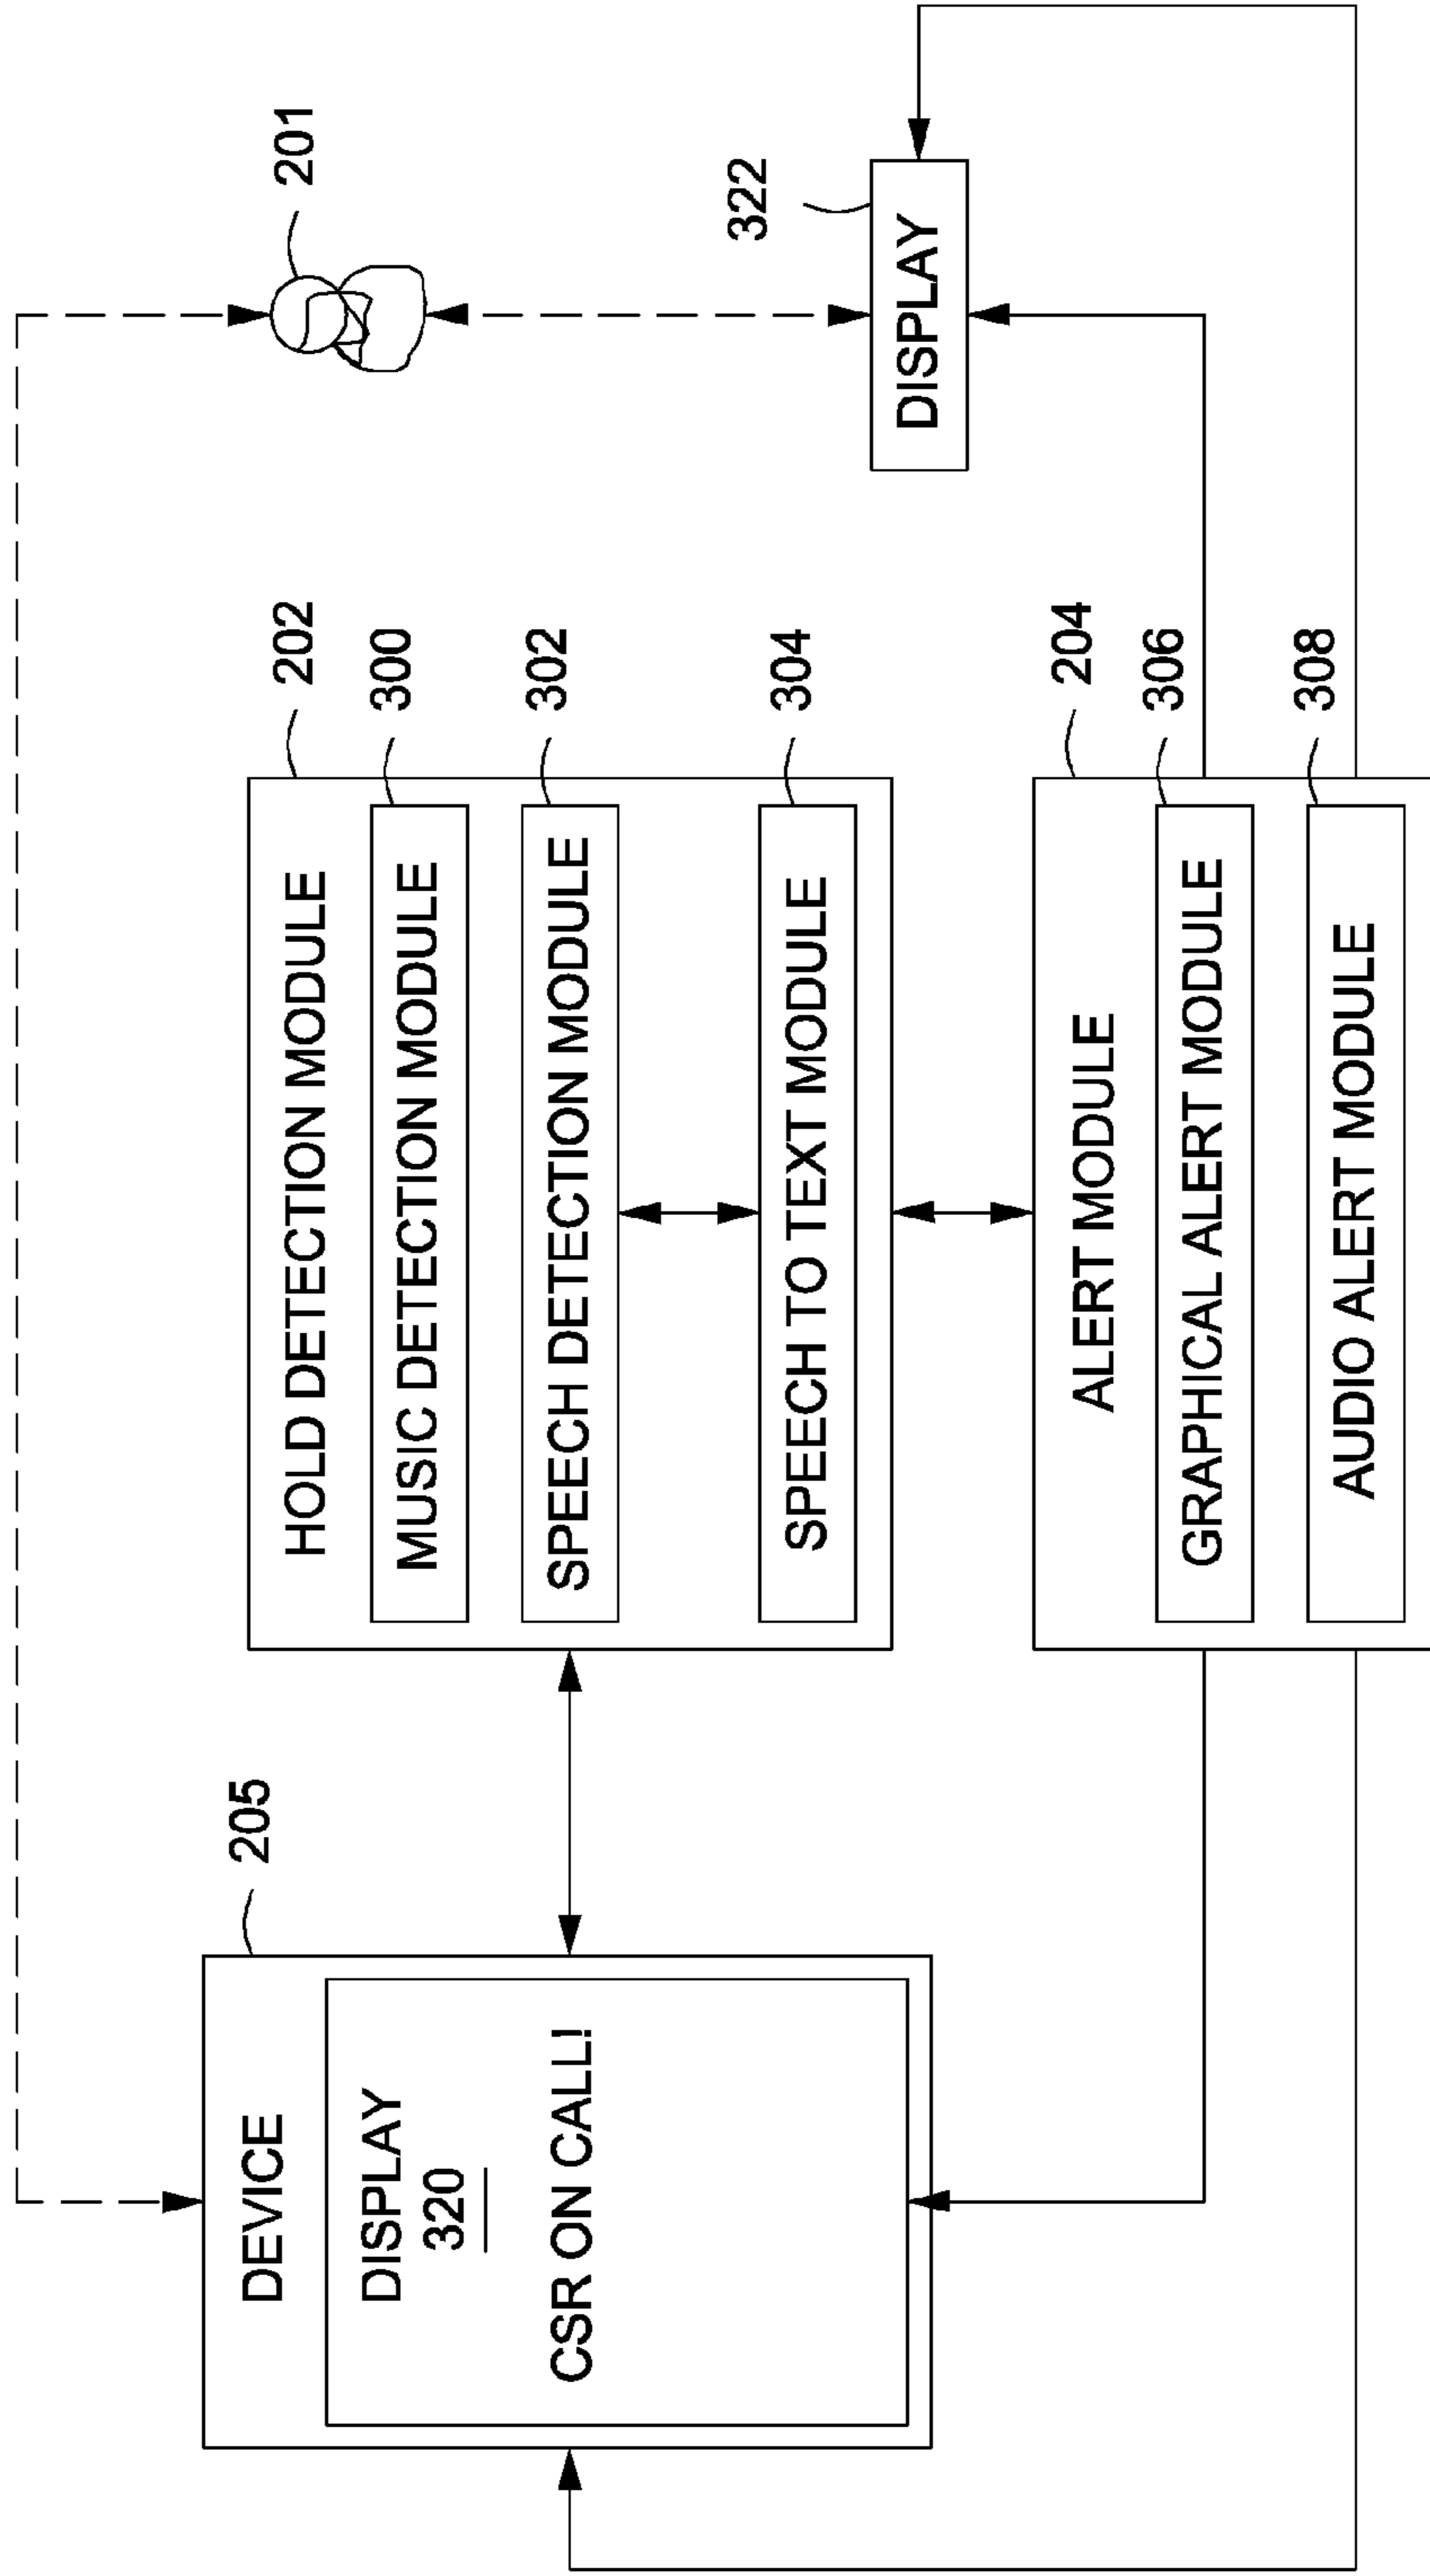 201
205
DEVICE
DISPLAY
320
CSR ON CALL!
202
HOLD DETECTION MODULE
300
MUSIC DETECTION MODULE
302
SPEECH DETECTION MODULE
304
SPEECH TO TEXT MODULE
322
DISPLAY
204
ALERT MODULE
306
GRAPHICAL ALERT MODULE
308
AUDIO ALERT MODULE